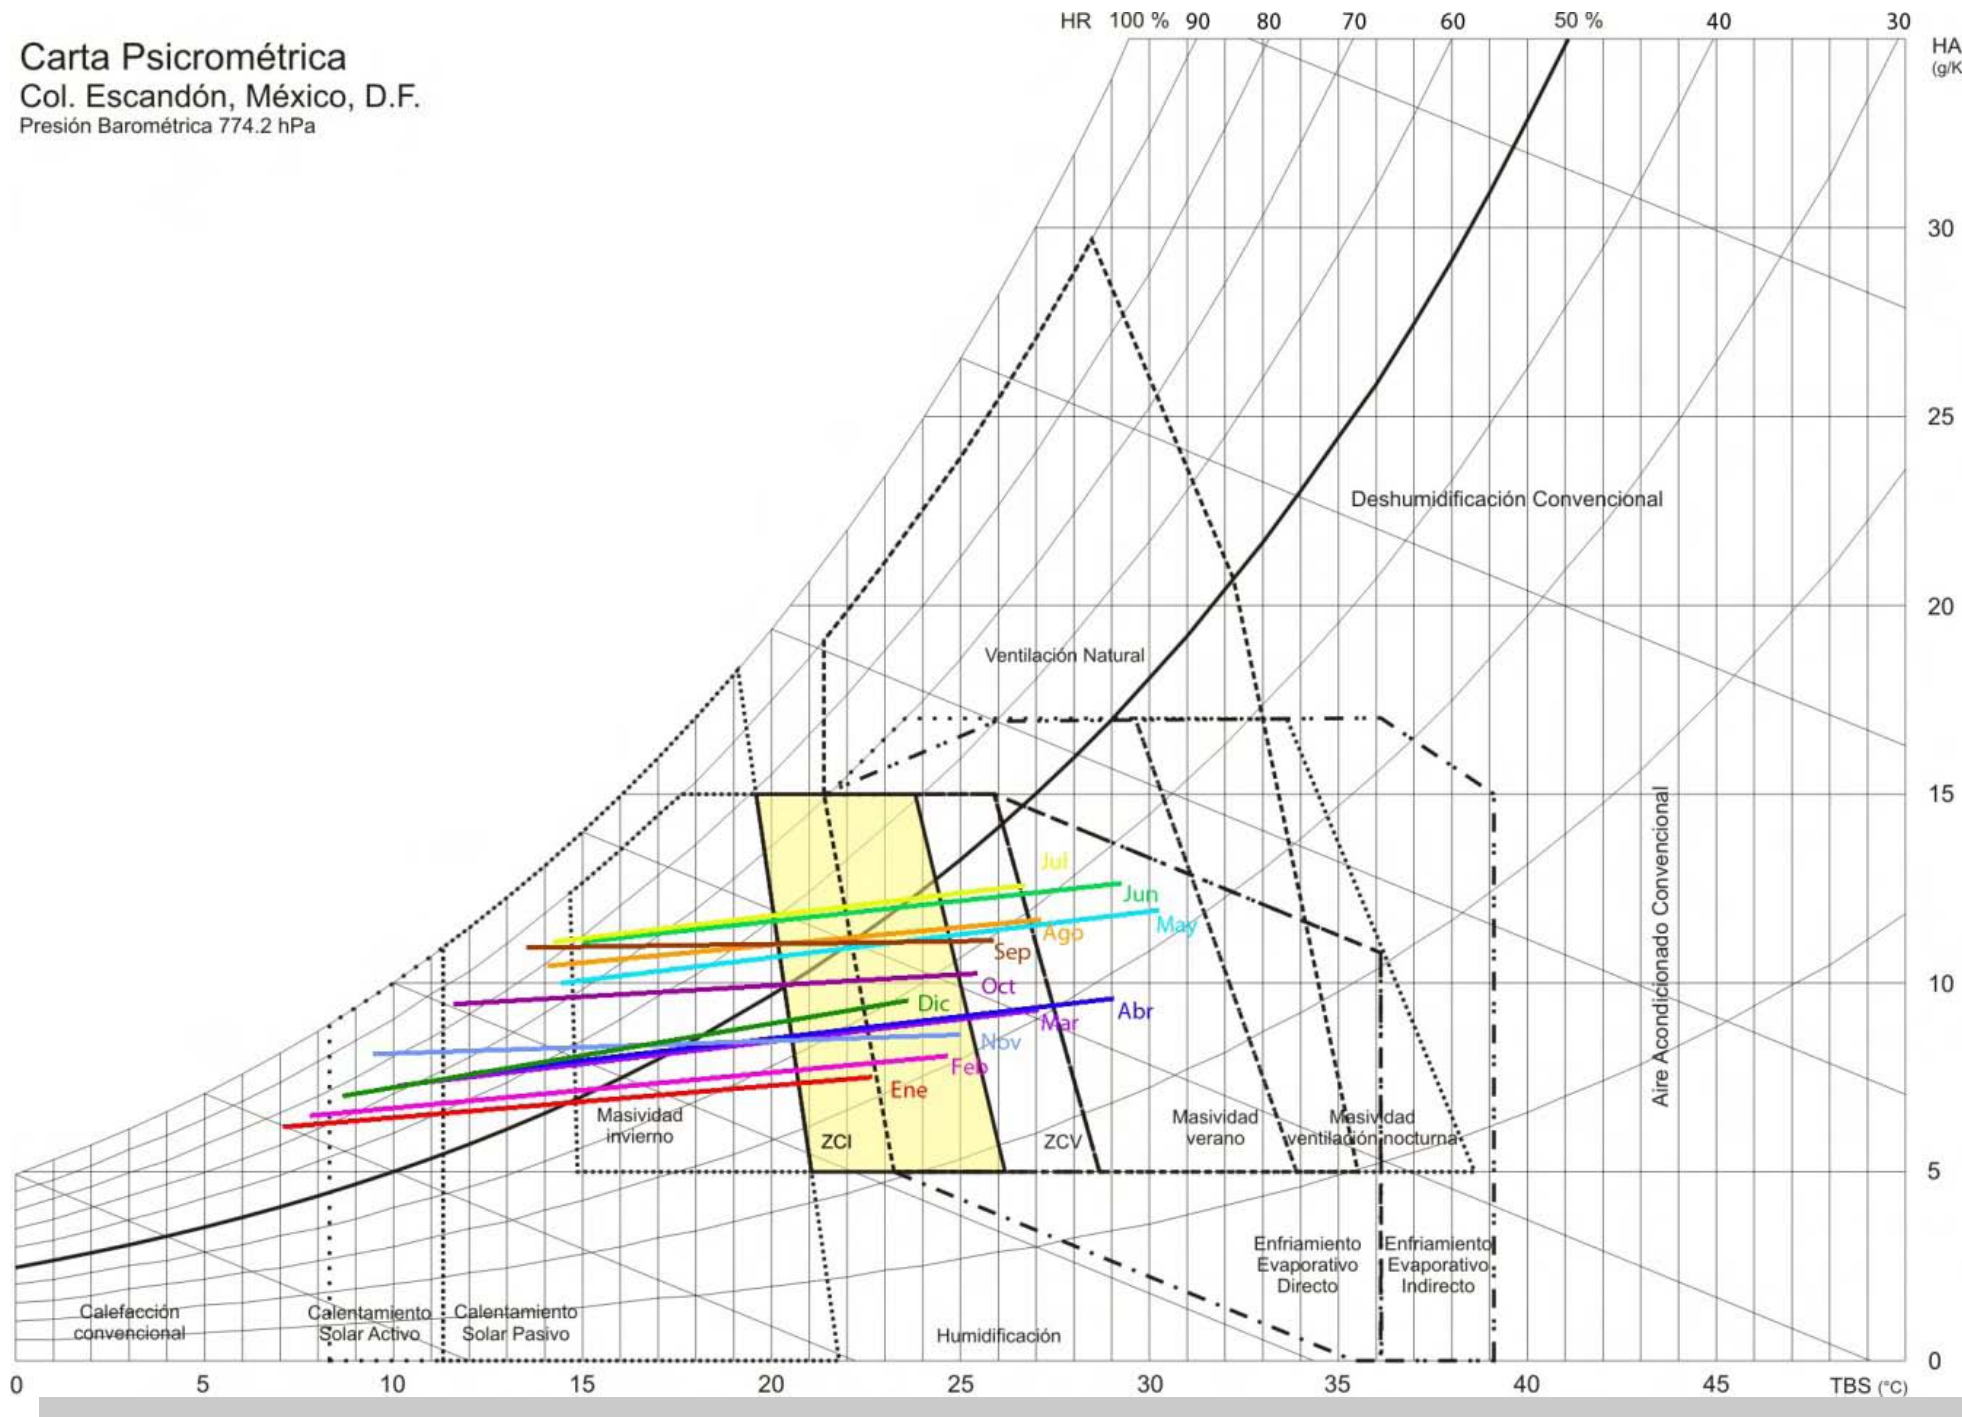 HR 100 % 90 80 70 60 50 % 40 30
Carta Psicrométrica
Col. Escandón, México, D.F.
Presión Barométrica 774.2 hPa
HA
(g/K
30
25
Deshumidificación Convencional
20
Ventilación Natural
15
Aire Acondicionado Convencional
Jul
Jun
May
Ago
Sep
Oct
10
Dic
Abr
Mar
Nov
Feb
Ene
Masividad
invierno
ZCI
ZCV
Masividad
verano
Masividad
ventilación nocturna
5
Enfriamiento
Evaporativo
Directo
Enfriamiento
Evaporativo
Indirecto
Calefacción
convencional
Calentamiento
Solar Activo
Calentamiento
Solar Pasivo
Humidificación
0
0 5 10 15 20 25 30 35 40 45 TBS (°C)